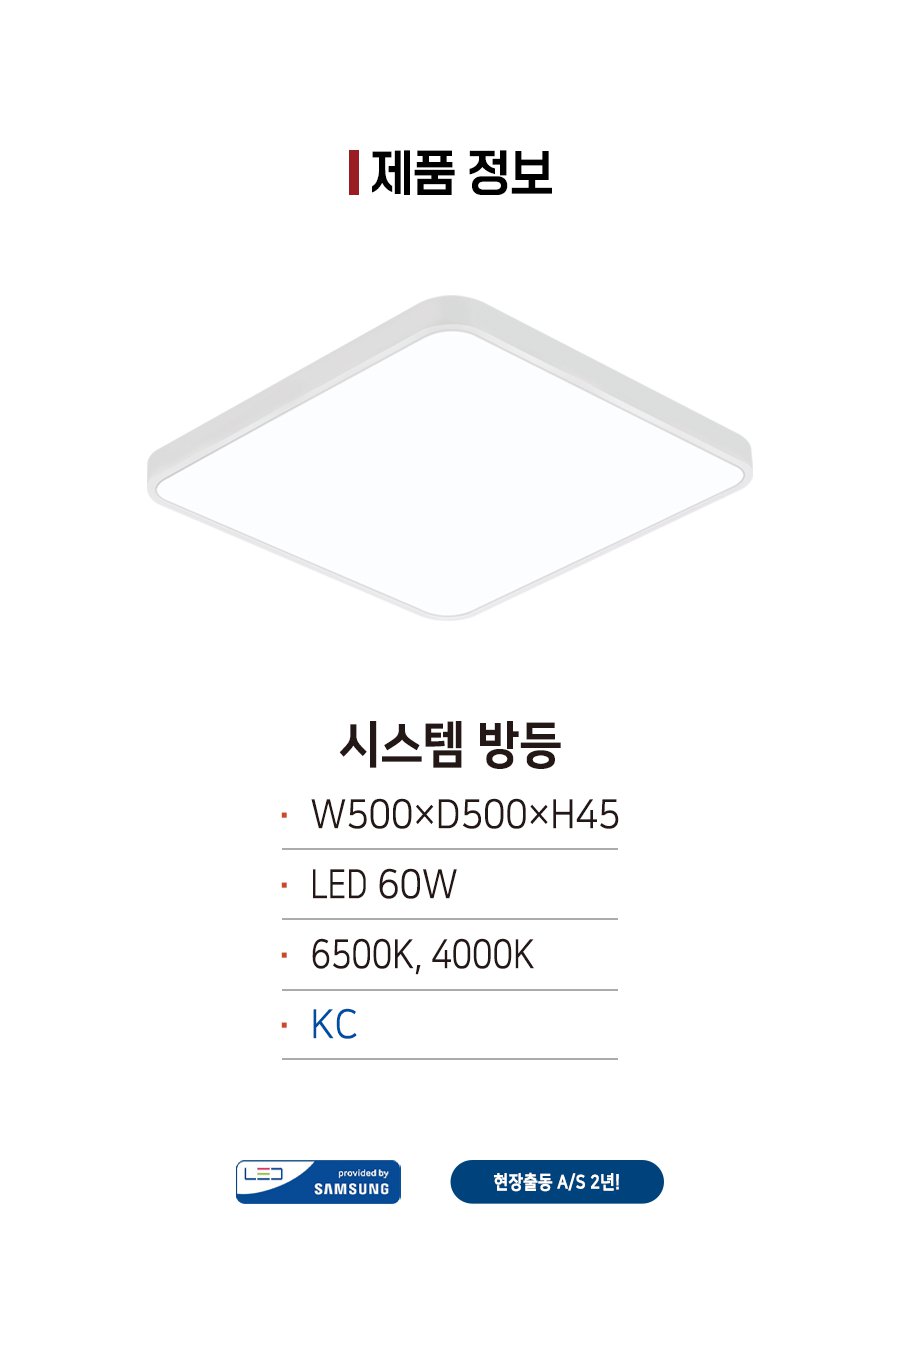 제품 정보
시스템 방등
· W500×D500×H45
· LED 60W
· 6500K, 4000K
· KC
LED provided by
SAMSUNG
현장출동 A/S 2년!